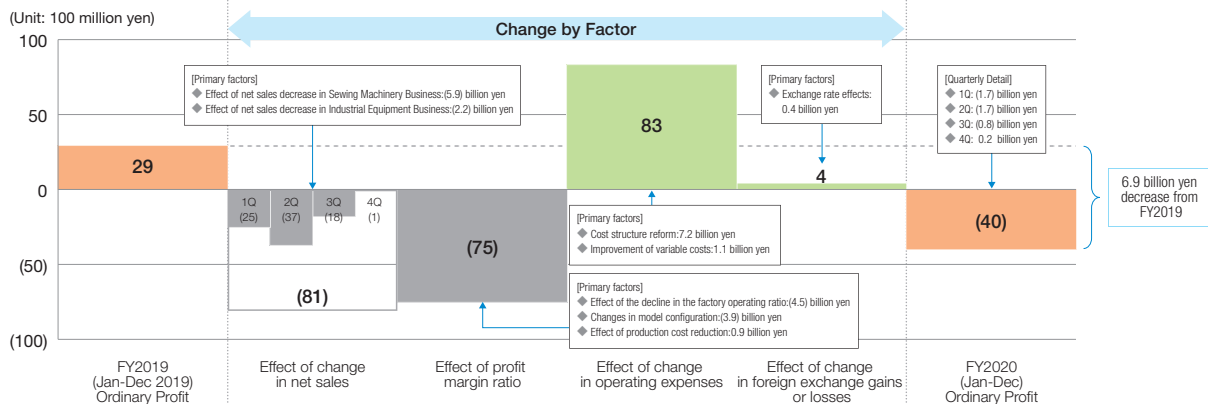 (Unit: 100 million yen)
Change by Factor
100
50
0
(50)
(100)
[Primary factors]
◆ Effect of net sales decrease in Sewing Machinery Business:(5.9) billion yen
◆ Effect of net sales decrease in Industrial Equipment Business:(2.2) billion yen
[Primary factors]
◆ Exchange rate effects:
0.4 billion yen
[Quarterly Detail]
◆ 1Q: (1.7) billion yen
◆ 2Q: (1.7) billion yen
◆ 3Q: (0.8) billion yen
◆ 4Q: 0.2 billion yen
29
83
4
1Q
(25)
2Q
(37)
3Q
(18)
4Q
(1)
(81)
(75)
(40)
6.9 billion yen
decrease from
FY2019
[Primary factors]
◆ Cost structure reform:7.2 billion yen
◆ Improvement of variable costs:1.1 billion yen
[Primary factors]
◆ Effect of the decline in the factory operating ratio:(4.5) billion yen
◆ Changes in model configuration:(3.9) billion yen
◆ Effect of production cost reduction:0.9 billion yen
FY2019
(Jan-Dec 2019)
Ordinary Profit
Effect of change
in net sales
Effect of profit
margin ratio
Effect of change
in operating expenses
Effect of change
in foreign exchange gains
or losses
FY2020
(Jan-Dec)
Ordinary Profit